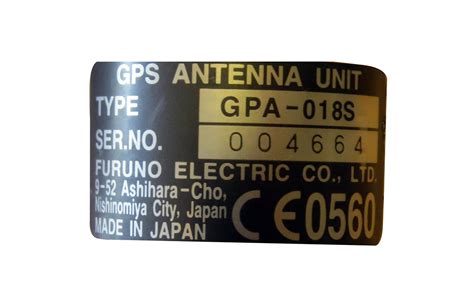 GPS ANTENNA UNIT
TYPE GPA-018S
SER.NO. 004664
FURUNO ELECTRIC CO., LTD.
9-52 Ashihara-Cho,
Nishinomiya City, Japan
MADE IN JAPAN CE0560